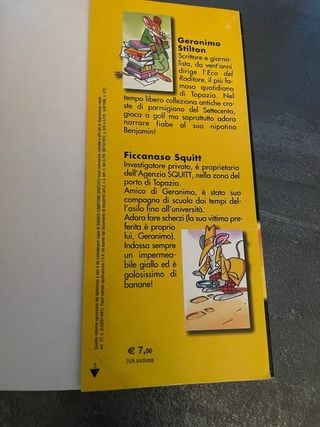 Geronimo
Stilton
Scrittore e giorna-
lista, da vent'anni
dirige l'Eco del
Roditore, il più fa-
moso quotidiano
di Topazia. Nel
tempo libero colleziona antiche cro-
ste di parmigiano del Settecento,
gioca a golf ma soprattutto adora
narrare fiabe al suo nipotino
Benjamin!
Ficcanaso Squitt
Investigatore privato, è proprietario
dell'Agenzia SQUITT, nella zona del
porto di Topazia.
Amico di Geronimo, è stato suo
compagno di scuola dai tempi del-
l'asilo fino all'università.
Adora fare scherzi (la sua vittima pre-
ferita è proprio
lui, Geronimo).
Indossa sempre
un impermea-
bile giallo ed è
golosissimo di
banane!
€ 7,50
IVA inclusa